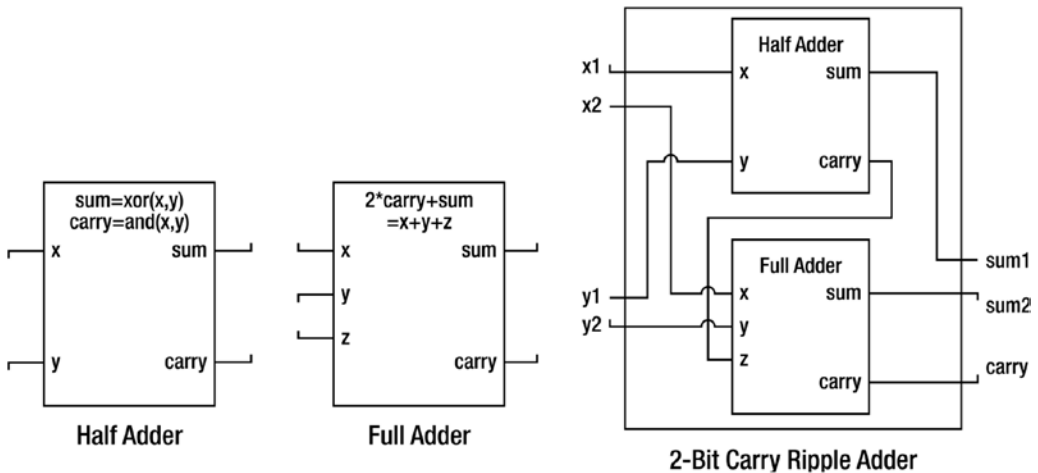 sum=xor(x,y)
carry=and(x,y)
x
sum
y
carry
Half Adder
2*carry+sum
=x+y+z
x
sum
y
z
carry
Full Adder
Half Adder
x1
x
sum
x2
y
carry
Full Adder
sum1
y1
x
sum
sum2
y2
y
z
carry
carry
2-Bit Carry Ripple Adder